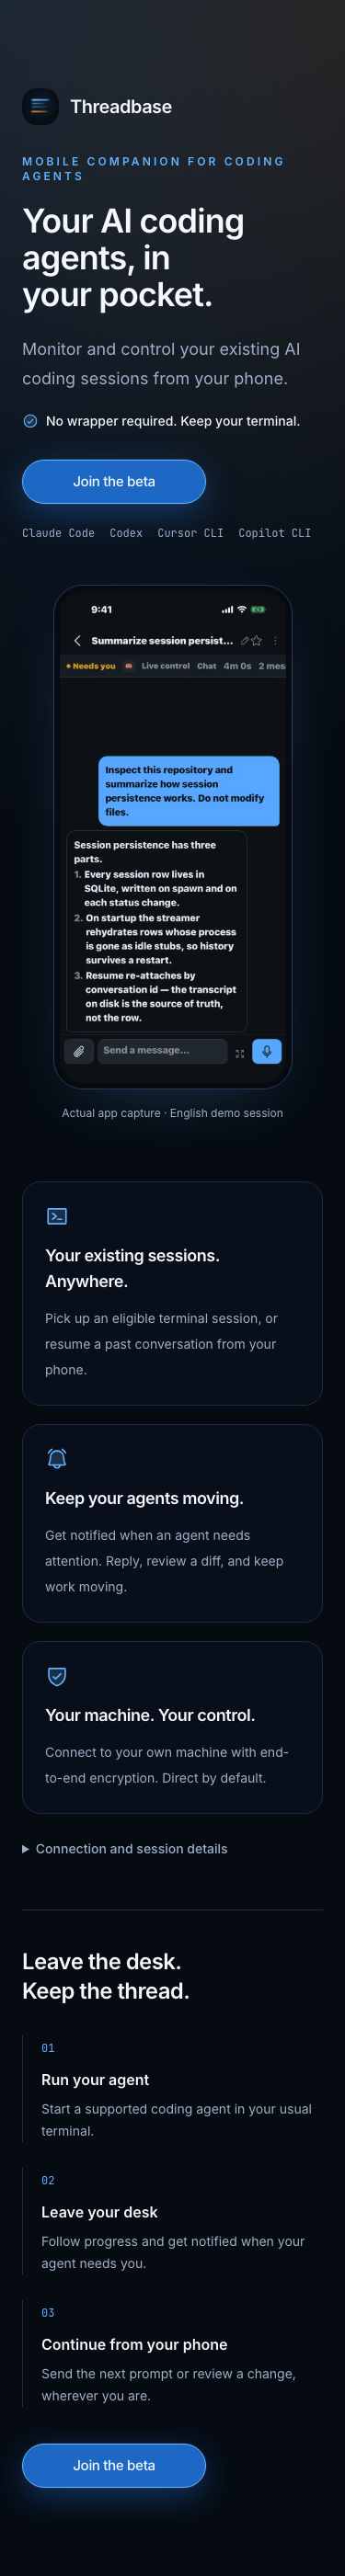 Threadbase
MOBILE COMPANION FOR CODING
AGENTS
Your AI coding
agents, in
your pocket.
Monitor and control your existing AI
coding sessions from your phone.
No wrapper required. Keep your terminal.
Join the beta
Claude Code Codex Cursor CLI Copilot CLI
9:41
Summarize session persist...
Needs you Live control Chat 4m 0s 2 mes
Inspect this repository and
summarize how session
persistence works. Do not modify
files.
Session persistence has three
parts.
1. Every session row lives in
SQLite, written on spawn and on
each status change.
2. On startup the streamer
rehydrates rows whose process
is gone as idle stubs, so history
survives a restart.
3. Resume re-attaches by
conversation id — the transcript
on disk is the source of truth,
not the row.
Send a message...
Actual app capture · English demo session
Your existing sessions.
Anywhere.
Pick up an eligible terminal session, or
resume a past conversation from your
phone.
Keep your agents moving.
Get notified when an agent needs
attention. Reply, review a diff, and keep
work moving.
Your machine. Your control.
Connect to your own machine with end-
to-end encryption. Direct by default.
Connection and session details
Leave the desk.
Keep the thread.
01
Run your agent
Start a supported coding agent in your usual
terminal.
02
Leave your desk
Follow progress and get notified when your
agent needs you.
03
Continue from your phone
Send the next prompt or review a change,
wherever you are.
Join the beta